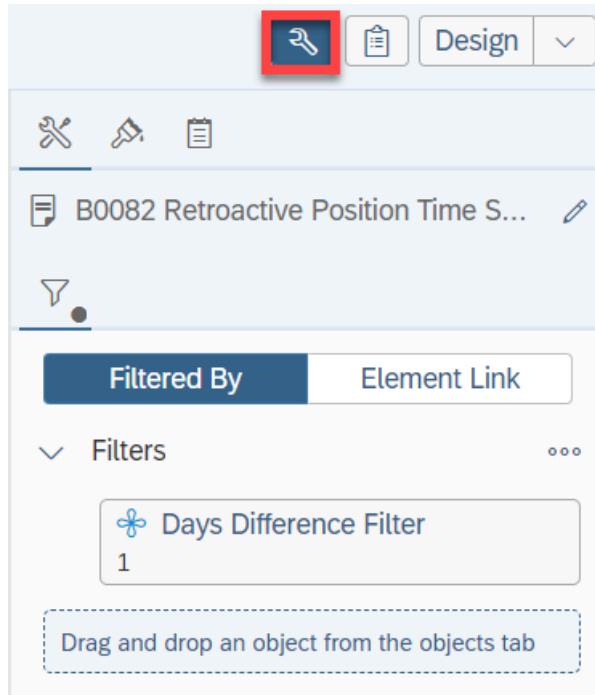 Design
B0082 Retroactive Position Time S...
Filtered By
Element Link
Filters
Days Difference Filter
1
Drag and drop an object from the objects tab